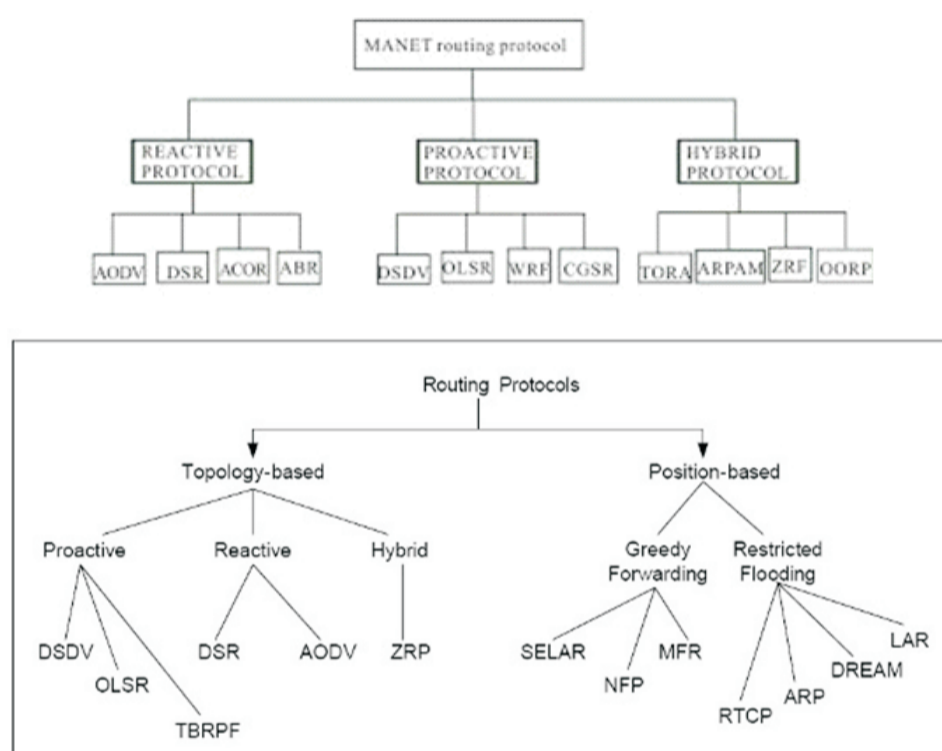 MANET routing protocol
REACTIVE PROTOCOL
PROACTIVE PROTOCOL
HYBRID PROTOCOL
AODV
DSR
ACOR
ABR
DSDV
OLSR
WRF
CGSR
TORA
ARPAM
ZRF
OORP
Routing Protocols
Topology-based
Position-based
Proactive
Reactive
Hybrid
Greedy Forwarding
Restricted Flooding
DSDV
OLSR
TBRPF
DSR
AODV
ZRP
SELAR
NFP
MFR
RTCP
ARP
DREAM
LAR